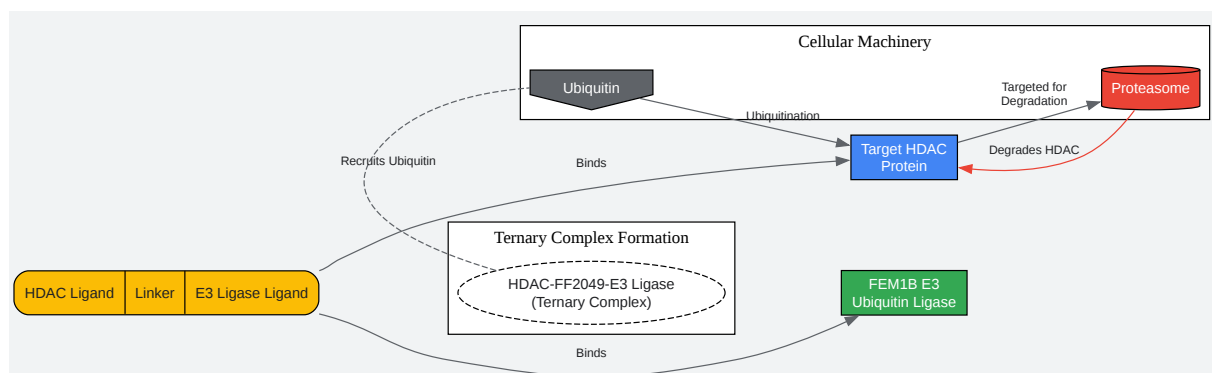 Cellular Machinery
Ubiquitin
Targeted for
Degradation
Proteasome
Ubiquitination
Recruits Ubiquitin
Binds
Target HDAC
Protein
Degrades HDAC
Ternary Complex Formation
HDAC Ligand
Linker
E3 Ligase Ligand
HDAC-FF2049-E3 Ligase
(Ternary Complex)
FEM1B E3
Ubiquitin Ligase
Binds